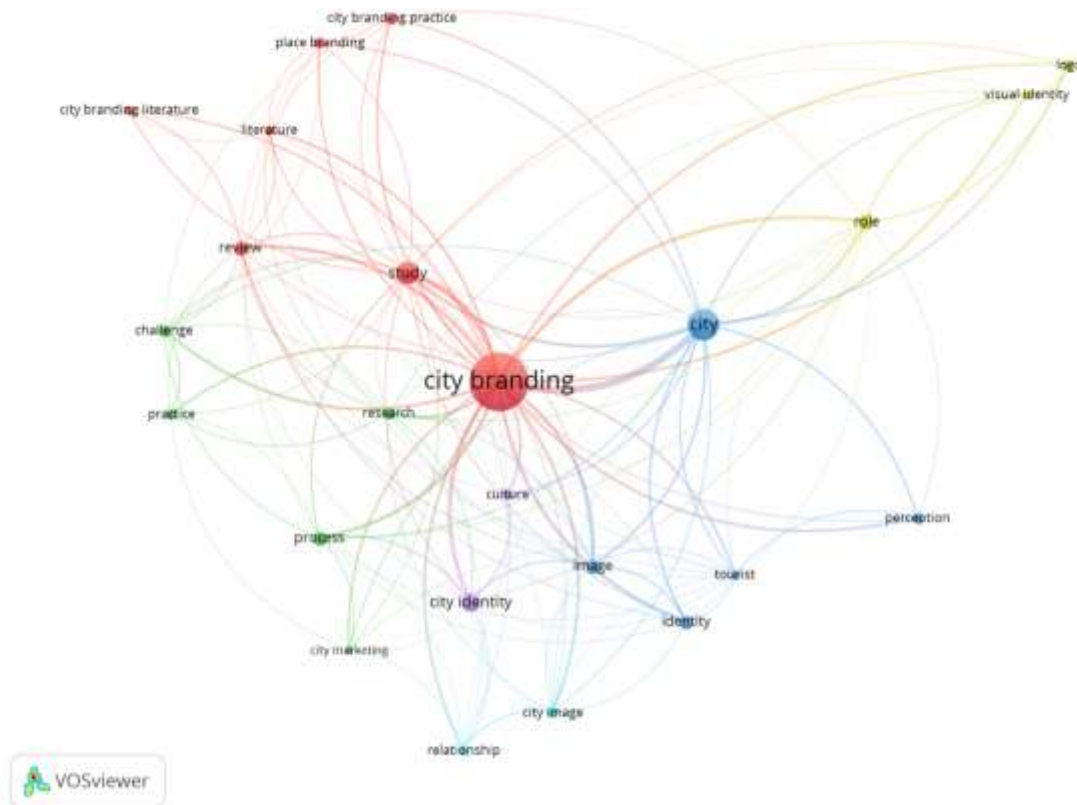 city branding practice
place branding
logo
visual identity
city branding literature
literature
role
review
study
city
challenge
city branding
practice
research
culture
perception
process
image
tourist
city identity
identity
city marketing
city image
relationship
VOSviewer